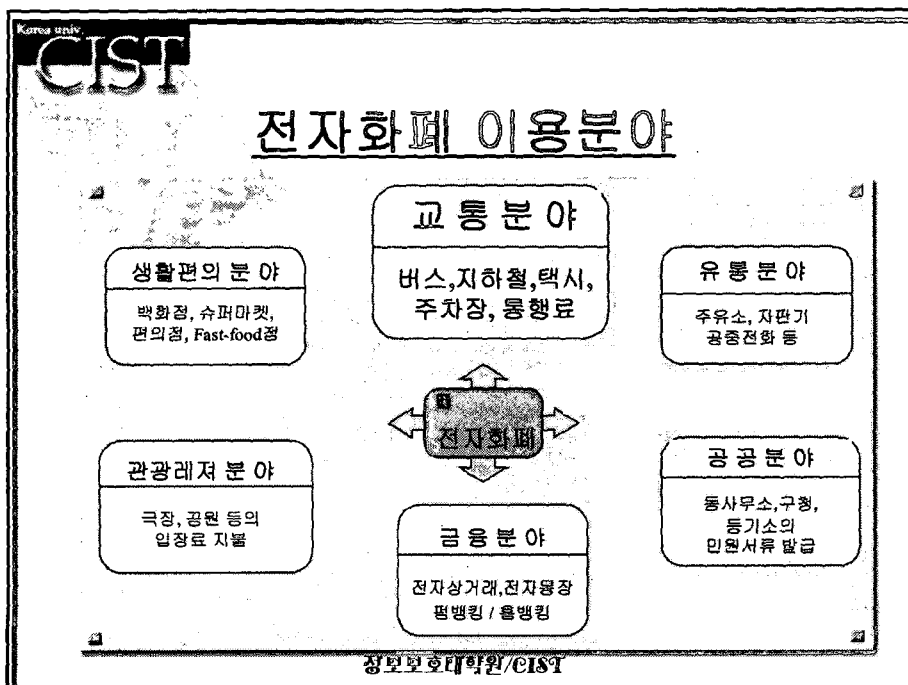 Korea univ.
CIST
전자화폐 이용분야
교통분야
버스,지하철,택시,
주차장, 통행료
생활편의 분야
백화점, 슈퍼마켓,
편의점, Fast-food점
유통분야
주유소, 자판기
공중전화 등
전자화폐
관광레져 분야
극장, 공원 등의
입장료 지불
금융분야
전자상거래,전자통장
펌뱅킹 / 홈뱅킹
공공분야
동사무소,구청,
등기소의
민원서류 발급
정보보호대학원/CIST